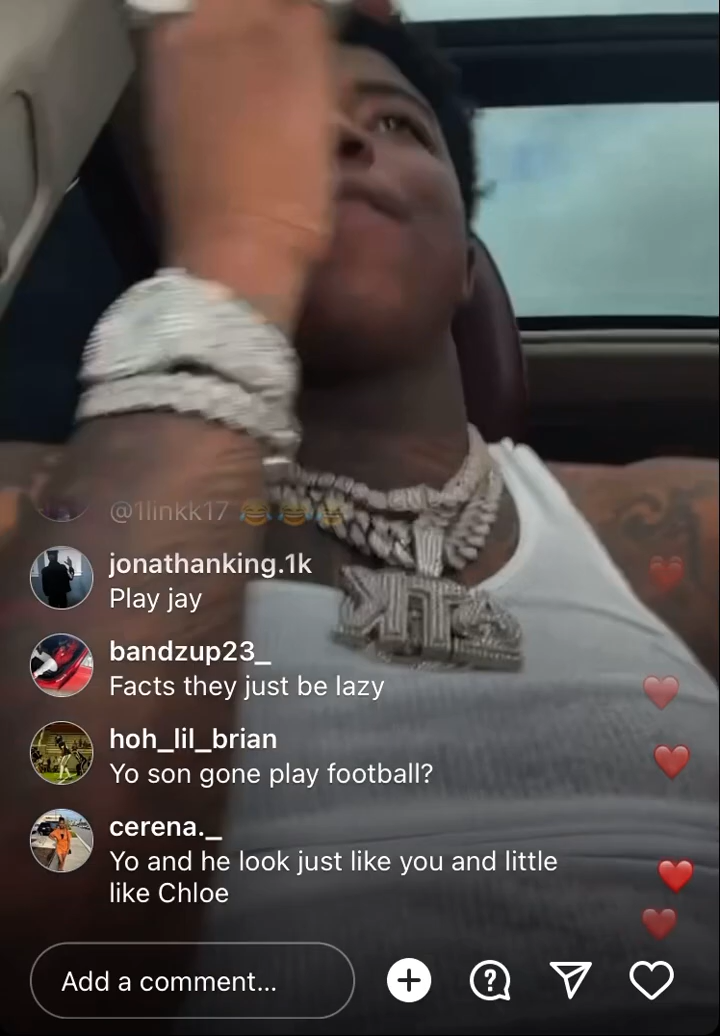 @1linkk17 😂😂😂
jonathanking.1k
Play jay
bandzup23_
Facts they just be lazy
hoh_lil_brian
Yo son gone play football?
cerena._
Yo and he look just like you and little
like Chloe
Add a comment...